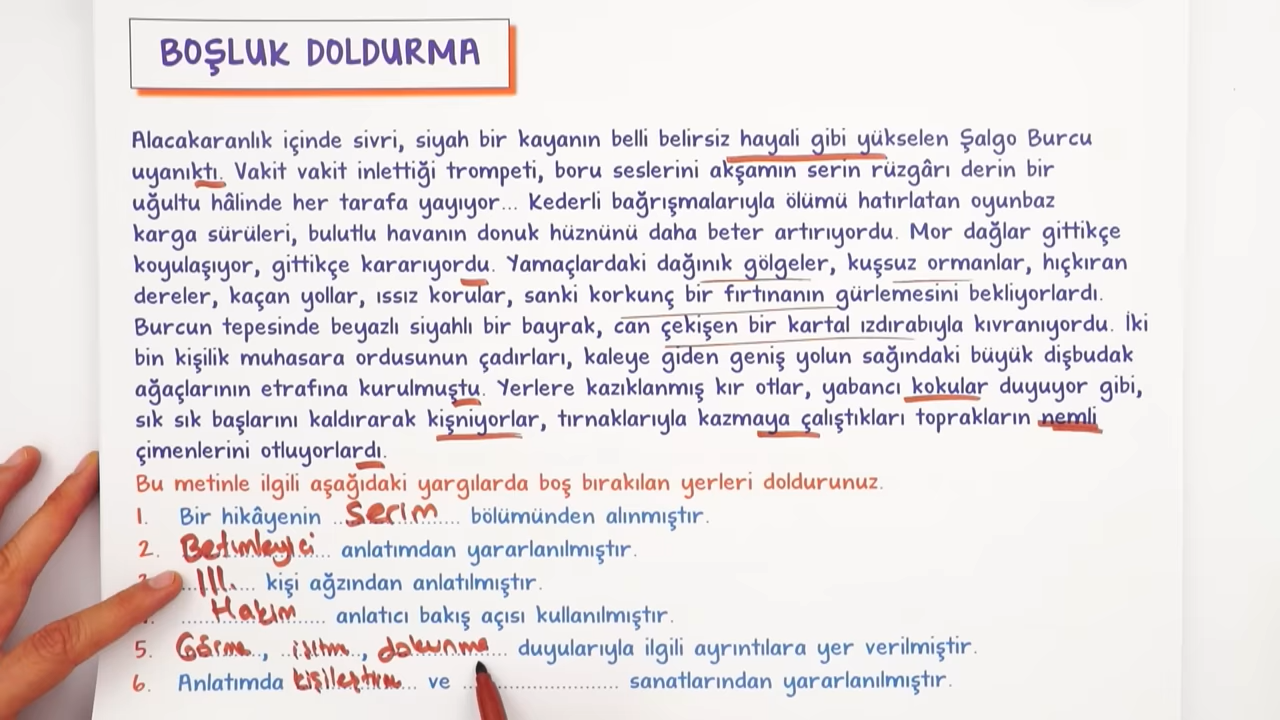 BOŞLUK DOLDURMA
Alacakaranlık içinde sivri, siyah bir kayanın belli belirsiz hayali gibi yükselen Şalgo Burcu
uyanıktı. Vakit vakit inlettiği trompeti, boru seslerini akşamın serin rüzgârı derin bir
uğultu hâlinde her tarafa yayıyor... Kederli bağrışmalarıyla ölümü hatırlatan oyunbaz
karga sürüleri, bulutlu havanın donuk hüznünü daha beter artırıyordu. Mor dağlar gittikçe
koyulaşıyor, gittikçe kararıyordu. Yamaçlardaki dağınık gölgeler, kuşsuz ormanlar, hıçkıran
dereler, kaçan yollar, ıssız korular, sanki korkunç bir fırtınanın gürlemesini bekliyorlardı.
Burcun tepesinde beyazlı siyahlı bir bayrak, can çekişen bir kartal ızdırabıyla kıvranıyordu. İki
bin kişilik muhasara ordusunun çadırları, kaleye giden geniş yolun sağındaki büyük dişbudak
ağaçlarının etrafına kurulmuştu. Yerlere kazıklanmış kır otlar, yabancı kokular duyuyor gibi,
sık sık başlarını kaldırarak kişniyorlar, tırnaklarıyla kazmaya çalıştıkları toprakların nemli
çimenlerini otluyorlardı.
Bu metinle ilgili aşağıdaki yargılarda boş bırakılan yerleri doldurunuz.
1. Bir hikâyenin Serim bölümünden alınmıştır.
2. Betimleyici anlatımdan yararlanılmıştır.
III. kişi ağzından anlatılmıştır.
Hakim anlatıcı bakış açısı kullanılmıştır.
5. Görme, işitme, dokunma duyularıyla ilgili ayrıntılara yer verilmiştir.
6. Anlatımda kişileştirme ve .................... sanatlarından yararlanılmıştır.